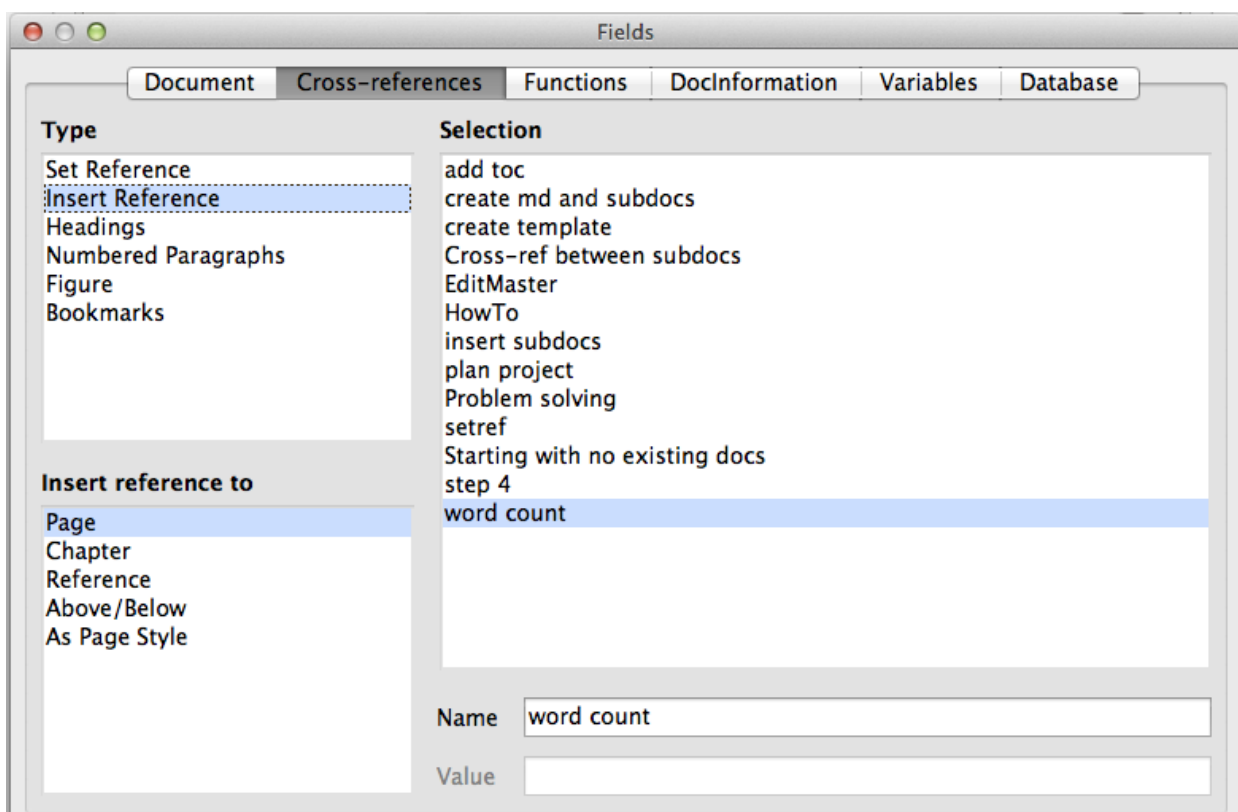 Fields
Document Cross-references Functions DocInformation Variables Database
Type
Set Reference
Insert Reference
Headings
Numbered Paragraphs
Figure
Bookmarks
Selection
add toc
create md and subdocs
create template
Cross-ref between subdocs
EditMaster
HowTo
insert subdocs
plan project
Problem solving
setref
Starting with no existing docs
step 4
word count
Insert reference to
Page
Chapter
Reference
Above/Below
As Page Style
Name word count
Value